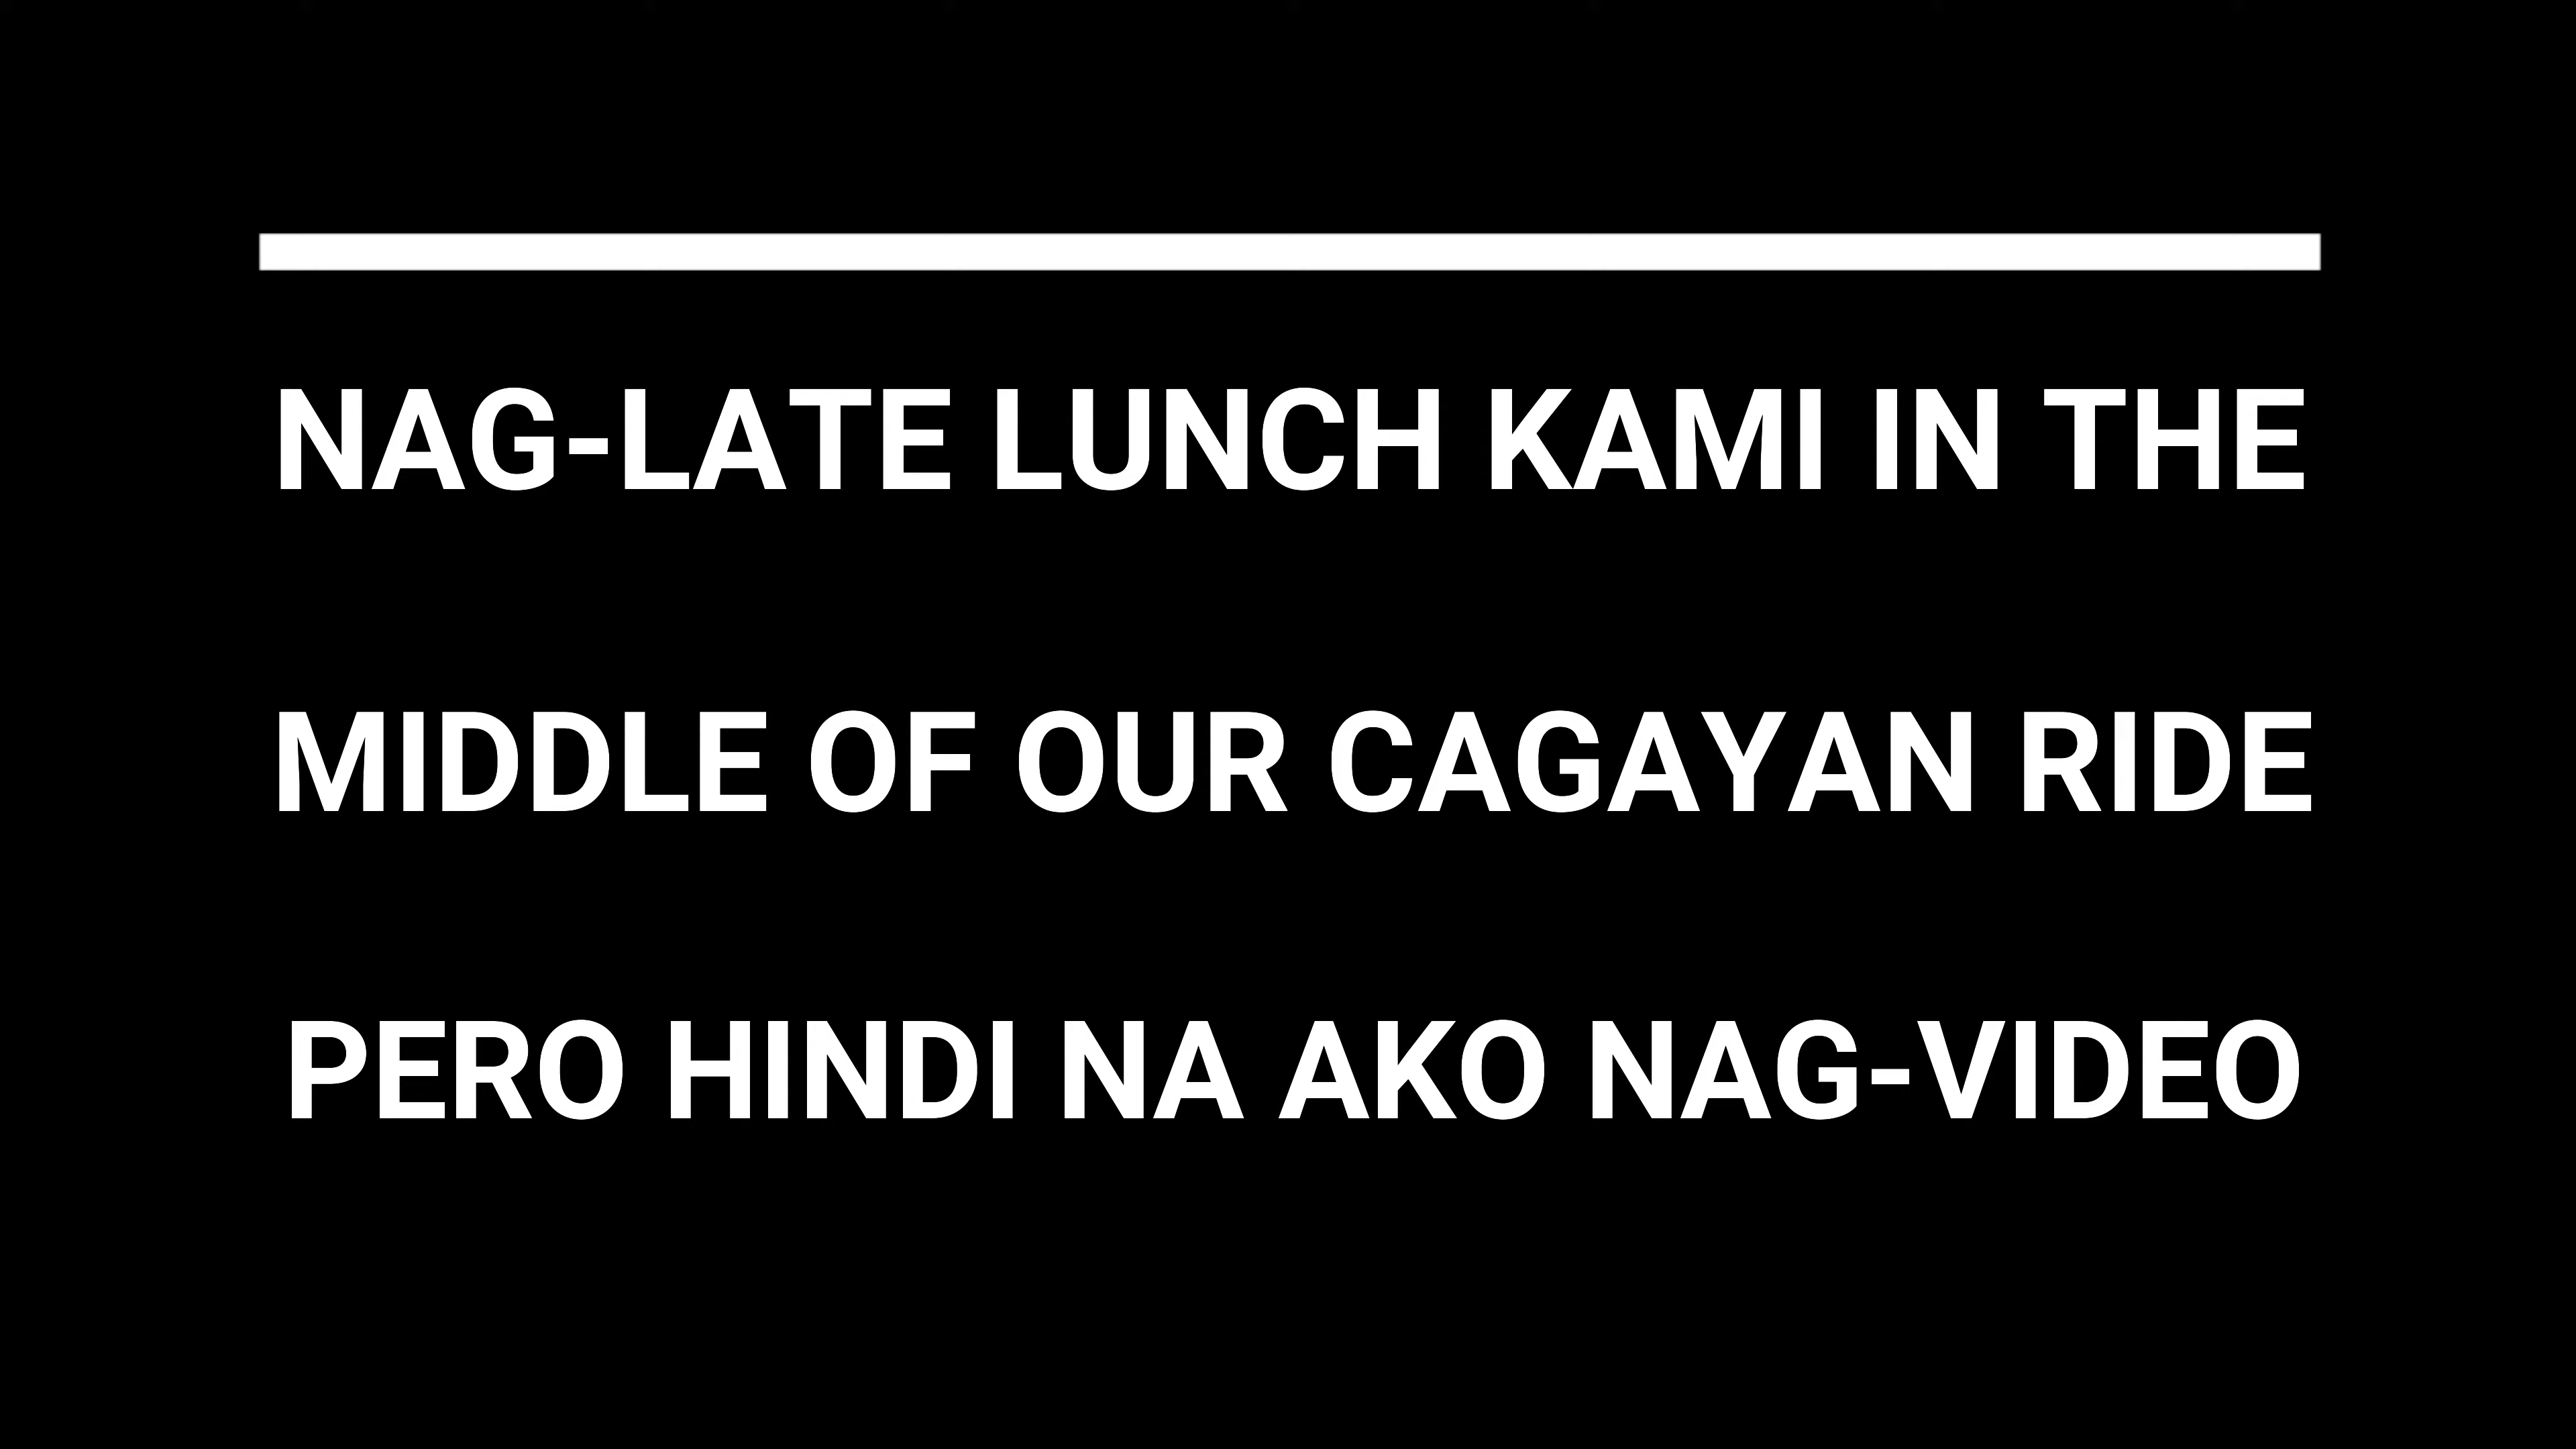 NAG-LATE LUNCH KAMI IN THE
MIDDLE OF OUR CAGAYAN RIDE
PERO HINDI NA AKO NAG-VIDEO